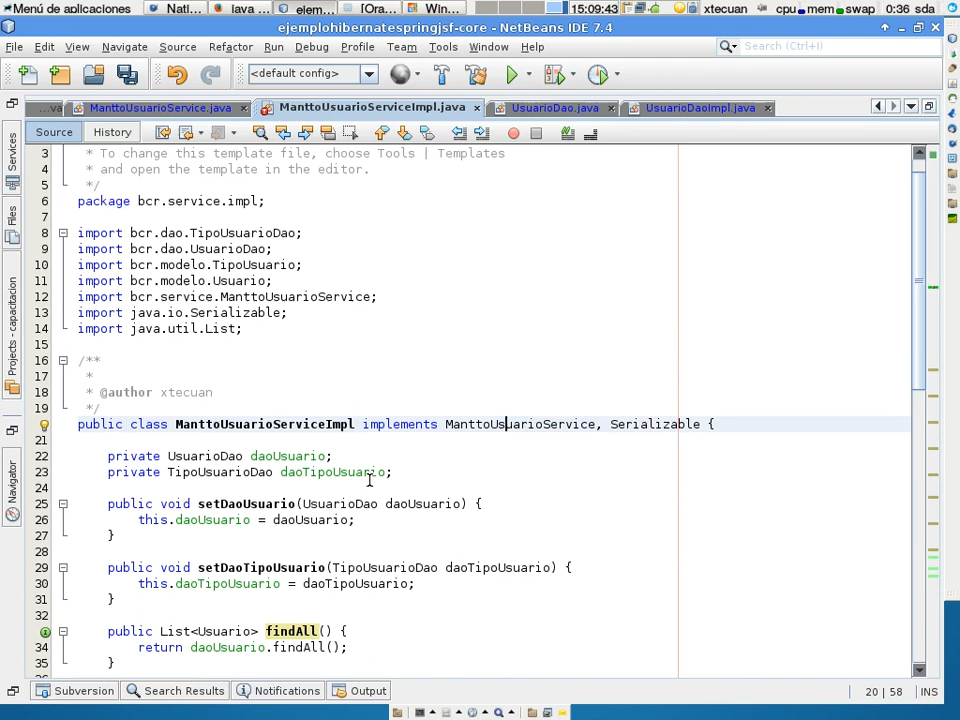 Menú de aplicaciones
Nati...
lava ...
ejem...
[Ora...
Win...
15:09:43
xtecuan
cpu
mem
swap
0:36 sda
ejemplohibernatespringjsf-core - NetBeans IDE 7.4
File Edit View Navigate Source Refactor Run Debug Profile Team Tools Window Help
Search (Ctrl+I)
<default config>
...va
ManttoUsuarioService.java
ManttoUsuarioServiceImpl.java
UsuarioDao.java
UsuarioDaoImpl.java
Source History
Services
Files
Projects - capacitacion
Navigator
3 * To change this template file, choose Tools | Templates
4 * and open the template in the editor.
5 */
6 package bcr.service.impl;
7
8 import bcr.dao.TipoUsuarioDao;
9 import bcr.dao.UsuarioDao;
10 import bcr.modelo.TipoUsuario;
11 import bcr.modelo.Usuario;
12 import bcr.service.ManttoUsuarioService;
13 import java.io.Serializable;
14 import java.util.List;
15
16 /**
17 *
18 * @author xtecuan
19 */
public class ManttoUsuarioServiceImpl implements ManttoUsuarioService, Serializable {
21
22 private UsuarioDao daoUsuario;
23 private TipoUsuarioDao daoTipoUsuario;
24
25 public void setDaoUsuario(UsuarioDao daoUsuario) {
26 this.daoUsuario = daoUsuario;
27 }
28
29 public void setDaoTipoUsuario(TipoUsuarioDao daoTipoUsuario) {
30 this.daoTipoUsuario = daoTipoUsuario;
31 }
32
public List<Usuario> findAll() {
34 return daoUsuario.findAll();
35 }
Subversion Search Results Notifications Output
20 | 58 INS